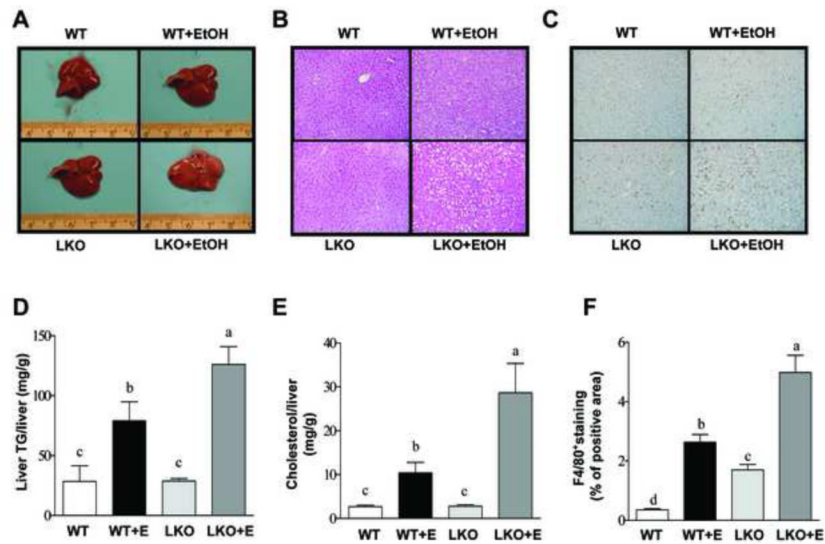 A
WT WT+EtOH
LKO LKO+EtOH
B
WT WT+EtOH
LKO LKO+EtOH
C
WT WT+EtOH
LKO LKO+EtOH
D
Liver TG/liver (mg/g)
150
100
50
0
c b c a
WT WT+E LKO LKO+E
E
Cholesterol/liver
(mg/g)
40
30
20
10
0
c b c a
WT WT+E LKO LKO+E
F
F4/80+staining
(% of positive area)
6
4
2
0
d b c a
WT WT+E LKO LKO+E